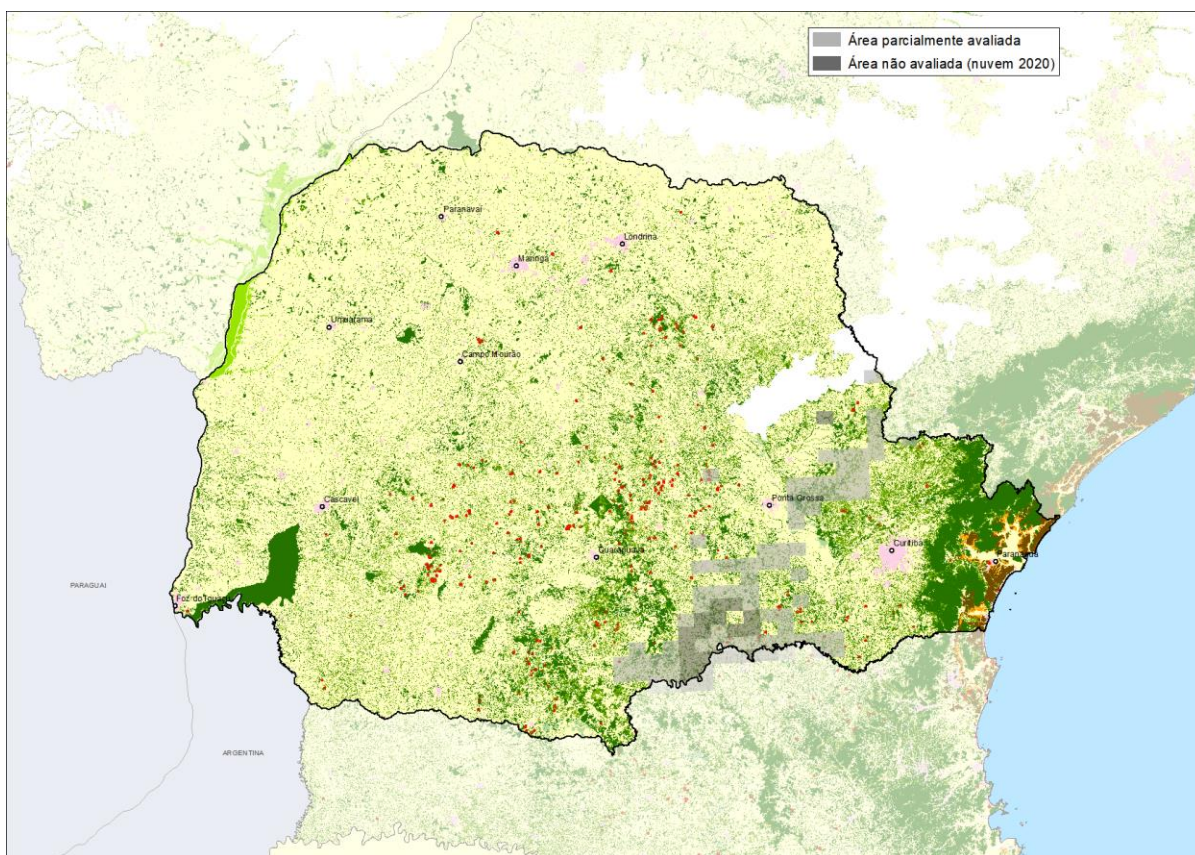 Área parcialmente avaliada
Área não avaliada (nuvem 2020)
Paranavaí
Londrina
Maringá
Umuarama
Campo Mourão
Cascavel
Ponta Grossa
Curitiba
Guarapuava
Paranaguá
PARAGUAI
Foz do Iguaçu
ARGENTINA